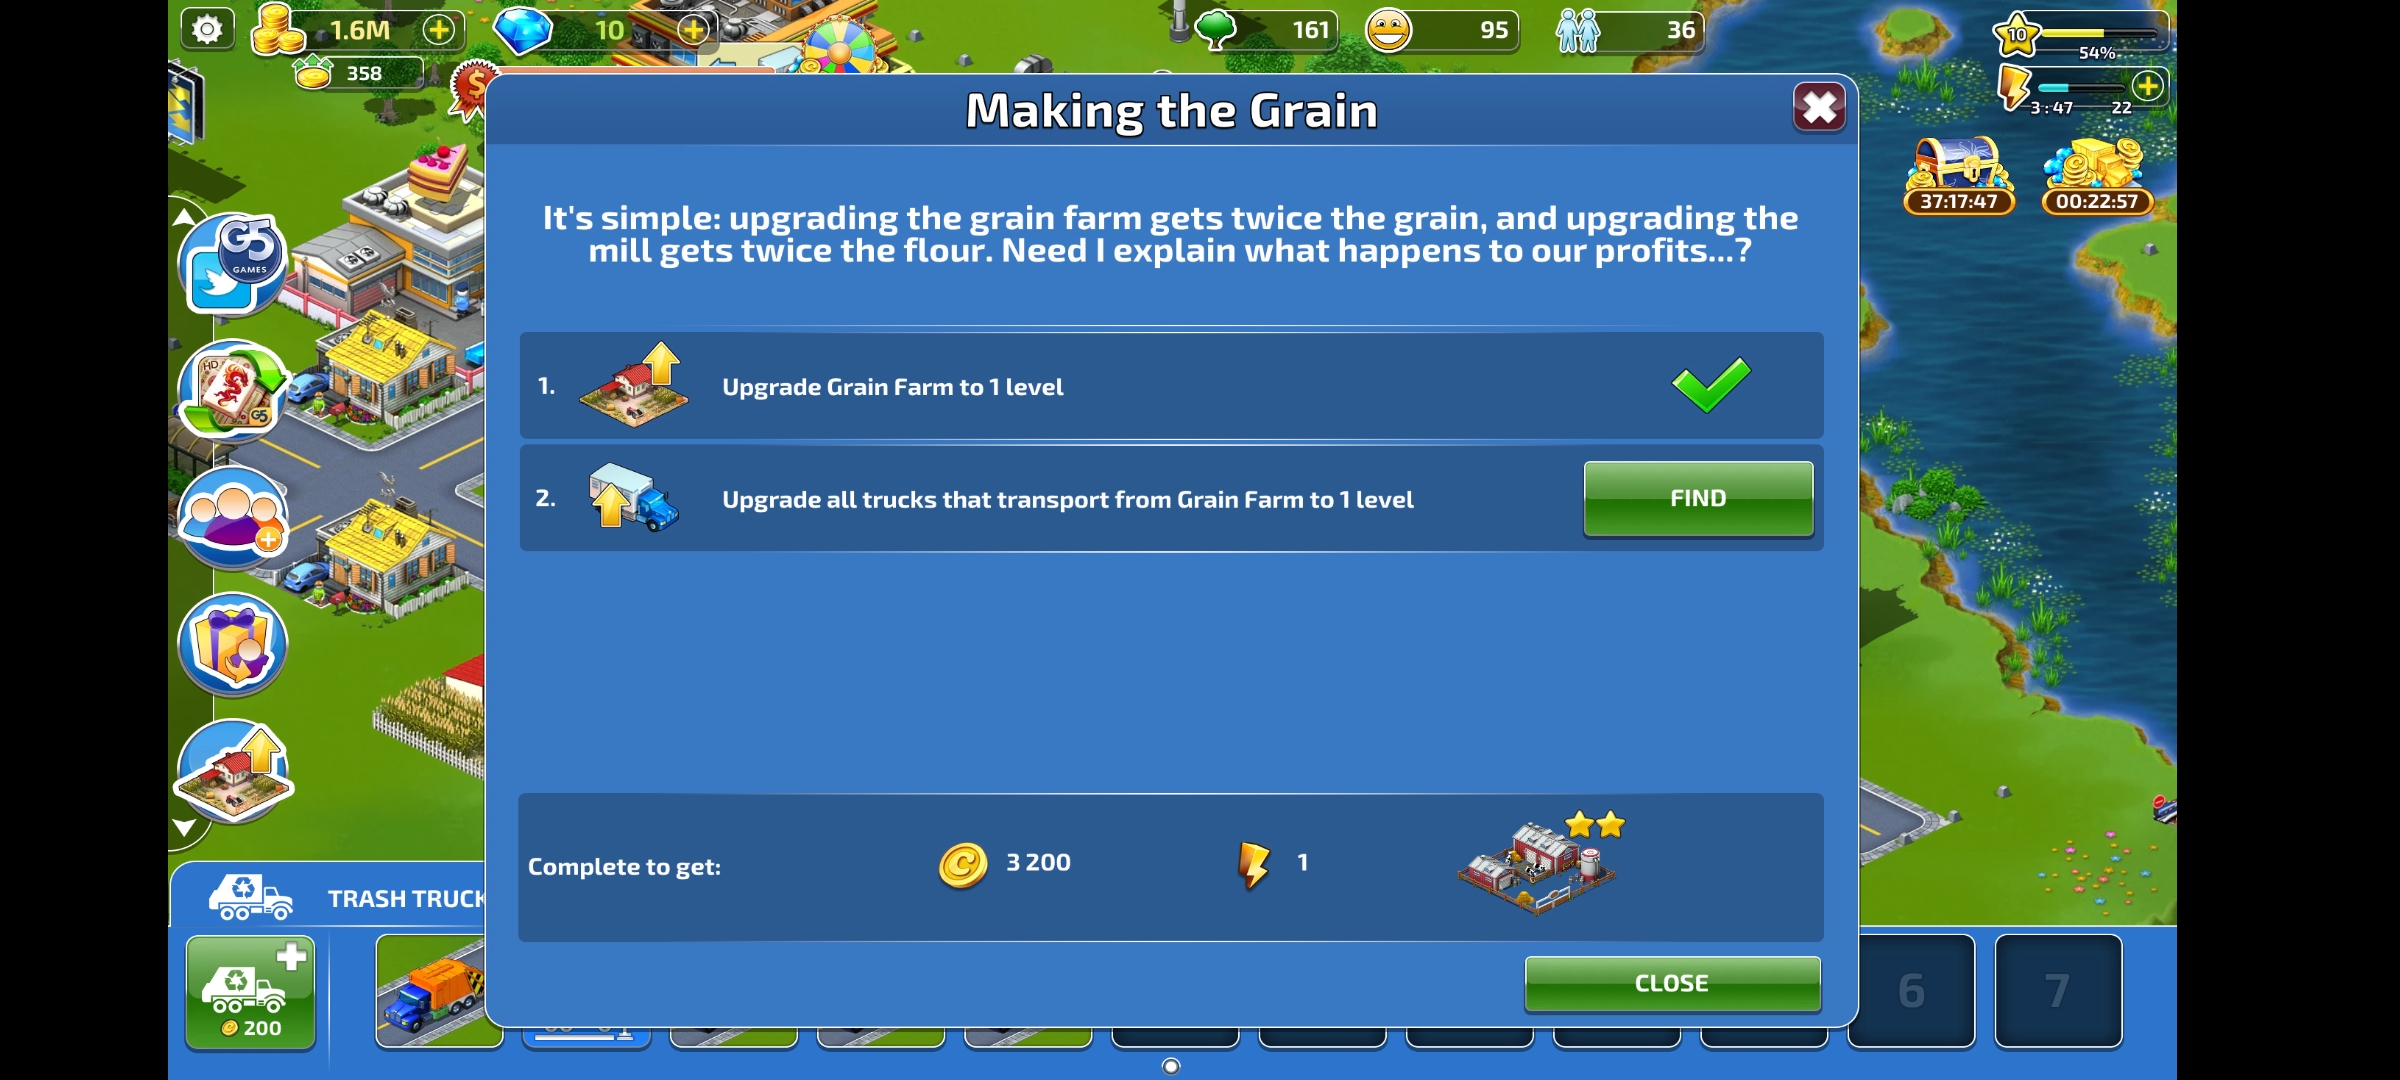 1.6M
10
161
95
36
10
54%
358
3:47
22
Making the Grain
37:17:47
00:22:57
It's simple: upgrading the grain farm gets twice the grain, and upgrading the
mill gets twice the flour. Need I explain what happens to our profits...?
G5
GAMES
HD
G5
1.
Upgrade Grain Farm to 1 level
2.
Upgrade all trucks that transport from Grain Farm to 1 level
FIND
Complete to get:
3 200
1
TRASH TRUCK
CLOSE
200
6
7